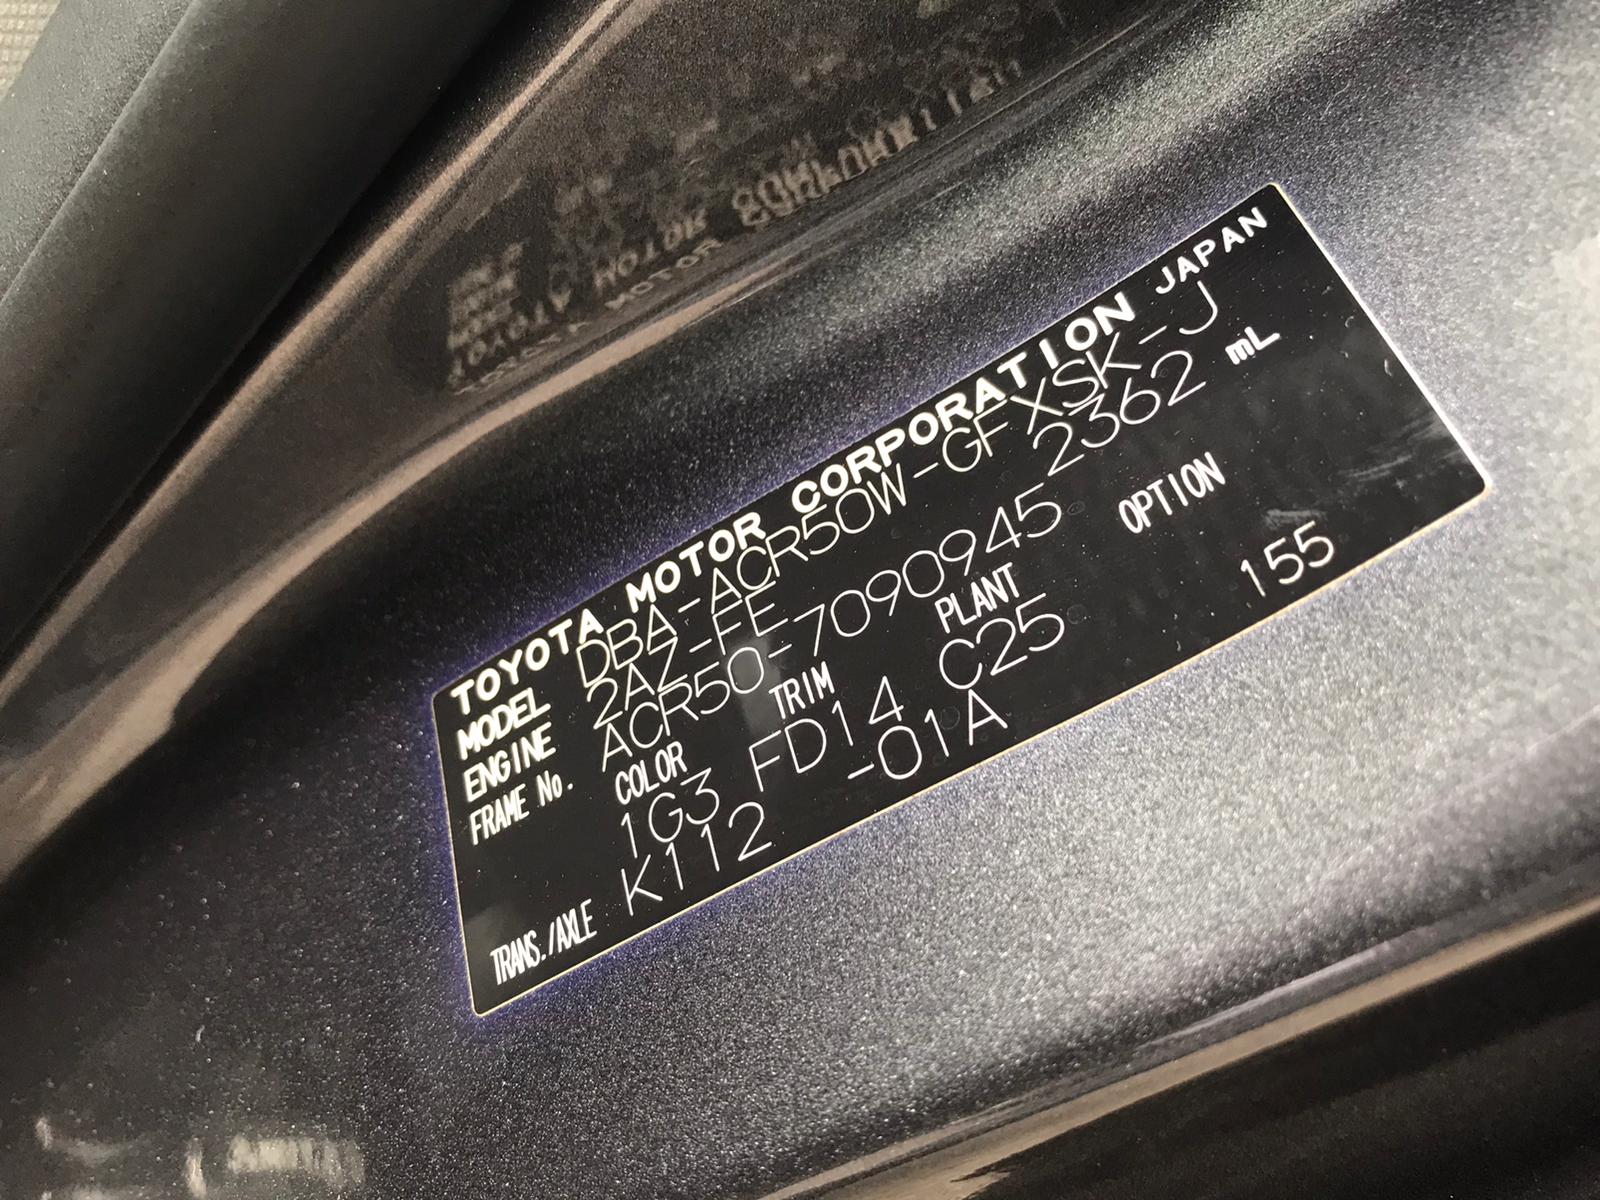 TOYOTA MOTOR CORPORATION JAPAN
MODEL DBA-ACR50W-GFXSK-J
ENGINE 2AZ-FE 2362 mL
FRAME No. ACR50-7090945
COLOR TRIM PLANT OPTION
1G3 FD14 C25 155
TRANS./AXLE K112 -01A